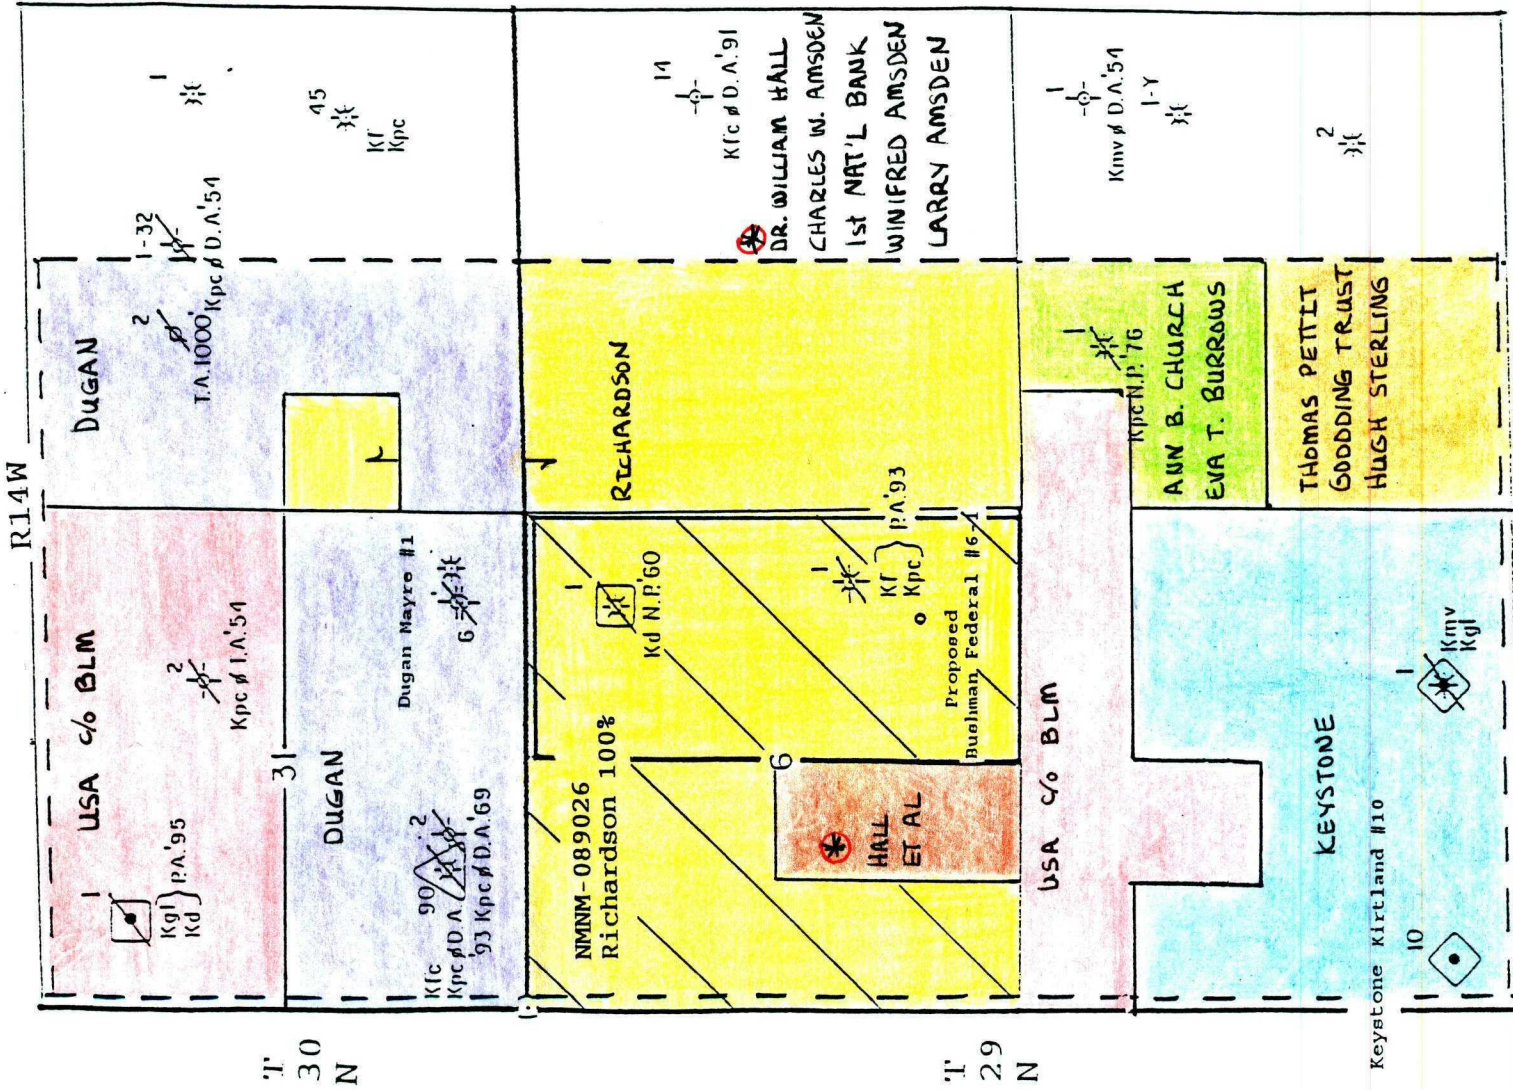 R14W
T
30
N
USA c/o BLM
1
Kgl } P.A.'95
Kd
2
Kpc ϕ I.A.'54
DUGAN
2
T.A.1000'
1-32
Kpc ϕ D.A.'54
1
45
Kf
Kpc
31
DUGAN
Dugan Mayre #1
6
90
2
Kfc
Kpc ϕ D.A
'93 Kpc ϕ D.A.'69
NMNM-089026
Richardson 100%
1
Kd N.P.'60
RICHARDSON
14
Kfc ϕ D.A.'91
* DR. WILLIAM HALL
CHARLES W. AMSDEN
1st NAT'L BANK
WINIFRED AMSDEN
LARRY AMSDEN
6
* HALL
ET AL
1
Kf } P.A.'93
Kpc
Proposed
Bushman Federal #6-1
T
29
N
USA c/o BLM
1
Kpc N.P.'76
ANN B. CHURCH
EVA T. BURROWS
1
Kmv ϕ D.A.'54
1-Y
2
THOMAS PETTIT
GOODDING TRUST
HUGH STERLING
KEYSTONE
Keystone Kirtland #10
10
1
Kmv
Kgl